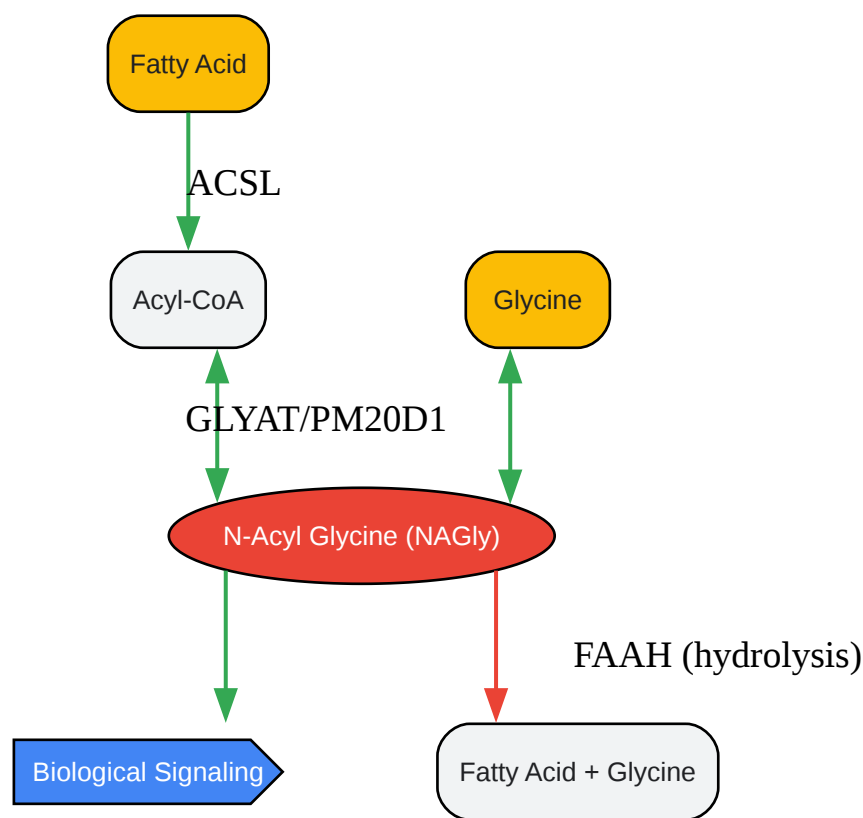 Fatty Acid
ACSL
Acyl-CoA
Glycine
GLYAT/PM20D1
N-Acyl Glycine (NAGly)
FAAH (hydrolysis)
Biological Signaling
Fatty Acid + Glycine